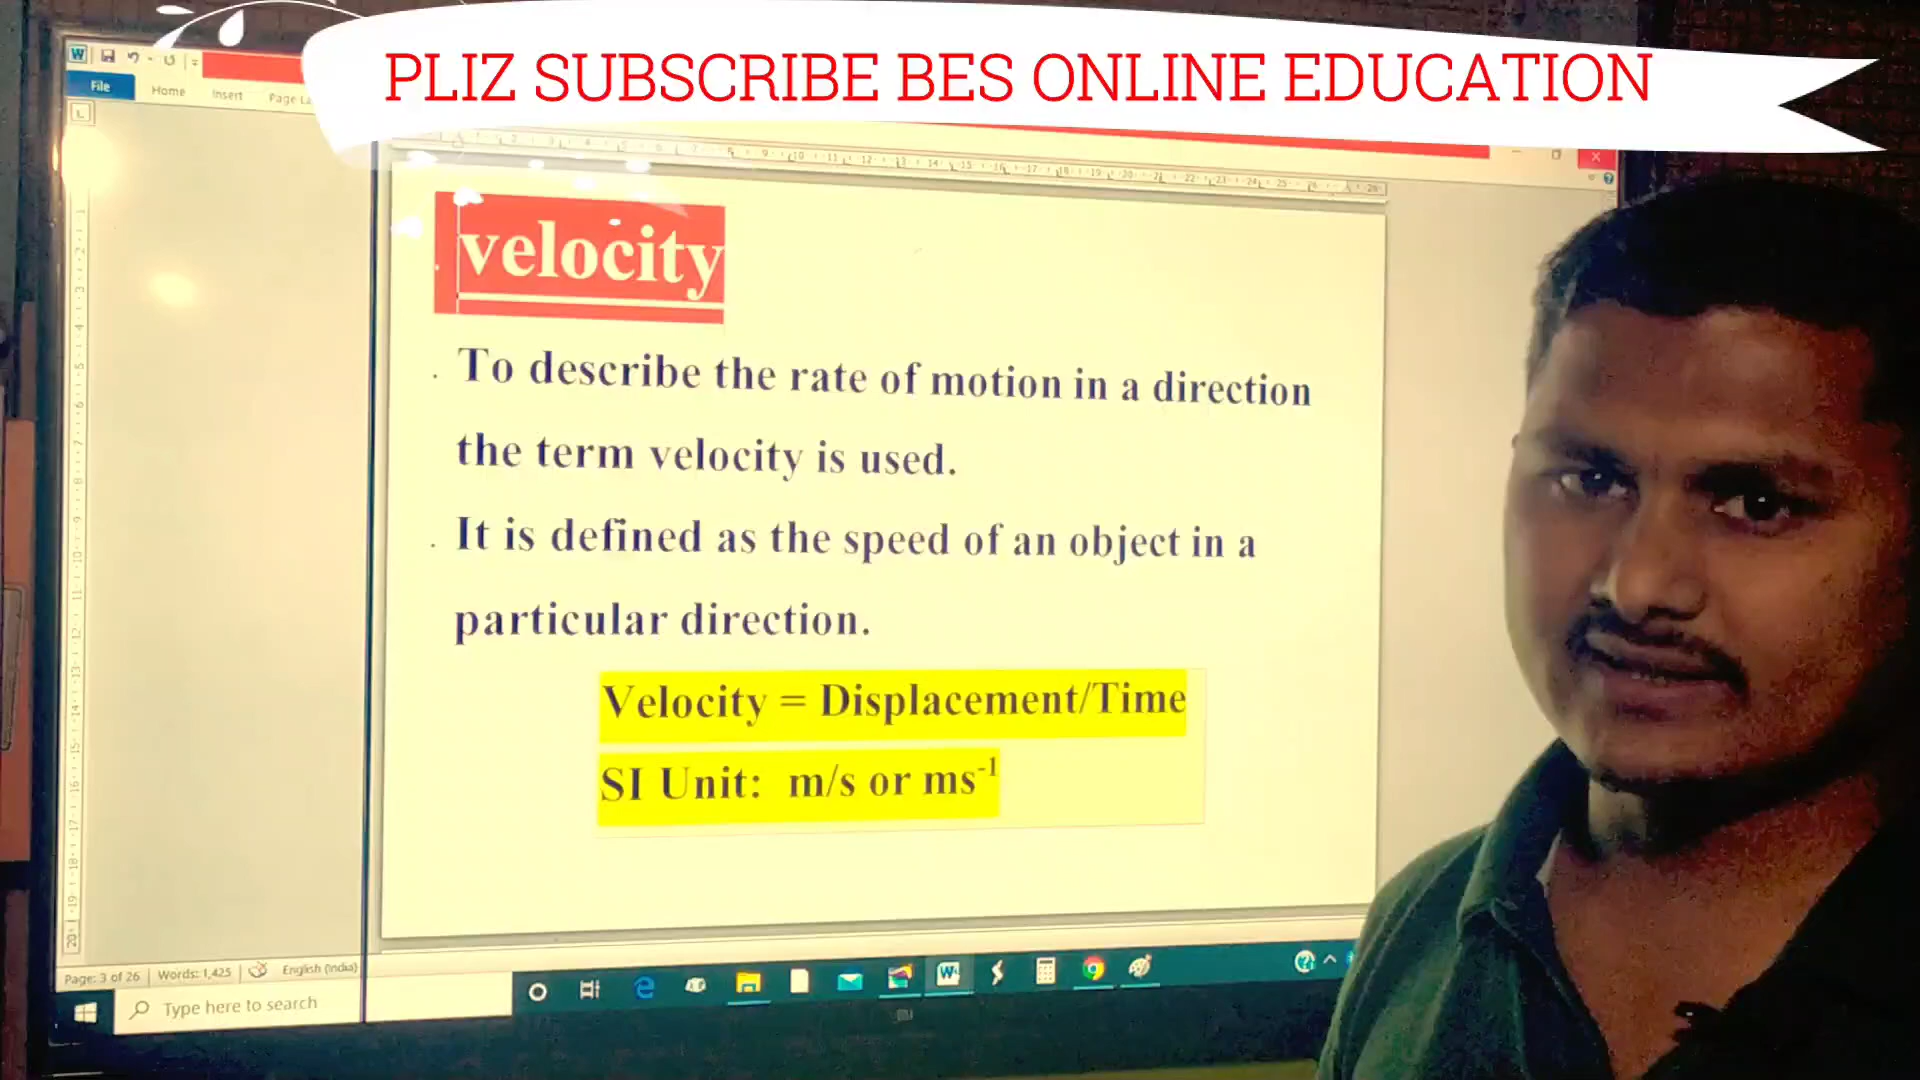 PLIZ SUBSCRIBE BES ONLINE EDUCATION
File Home Insert
velocity
To describe the rate of motion in a direction
the term velocity is used.
It is defined as the speed of an object in a
particular direction.
Velocity = Displacement/Time
SI Unit: m/s or ms⁻¹
Page: 3 of 26 Words: 1,425 English (India)
Type here to search